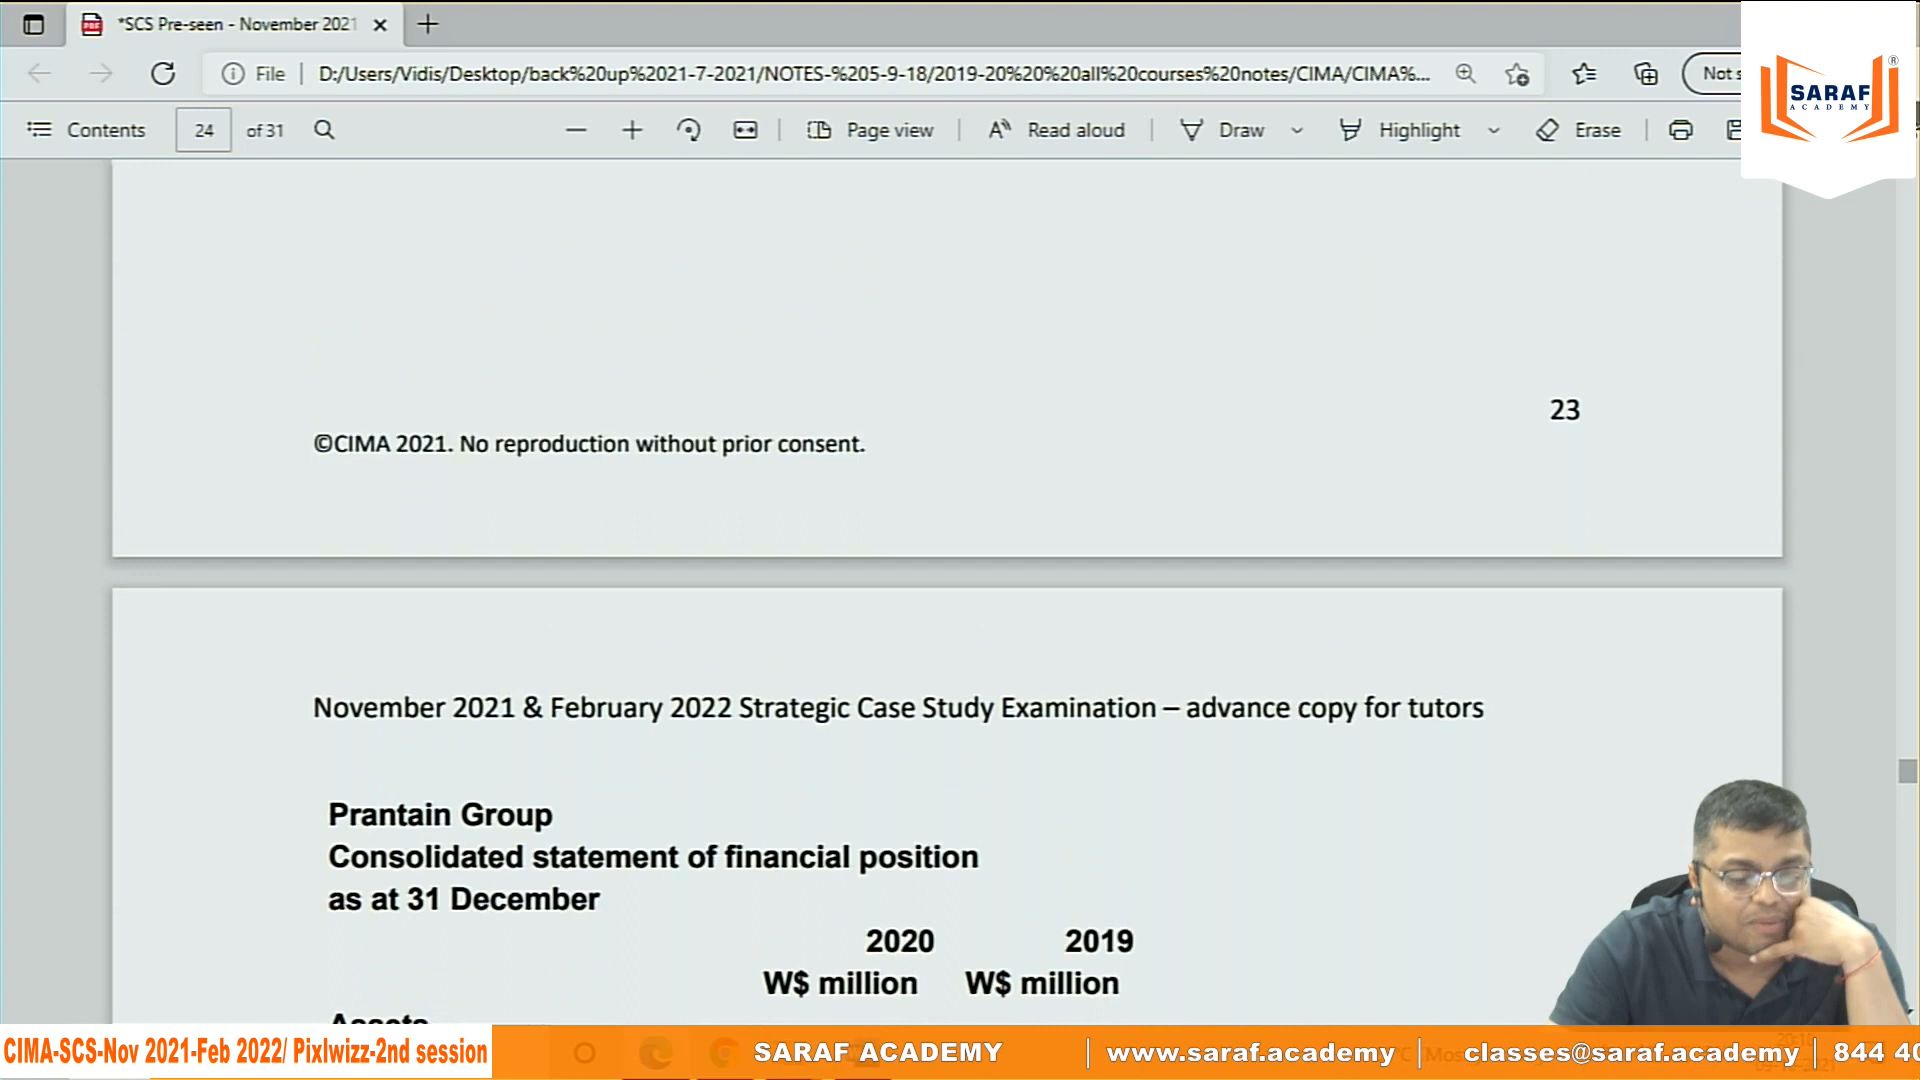 *SCS Pre-seen - November 2021
File
D:/Users/Vidis/Desktop/back%20up%2021-7-2021/NOTES-%205-9-18/2019-20%20%20all%20courses%20notes/CIMA/CIMA%...
Not s
SARAF
ACADEMY
®
Contents
24
of 31
Page view
Read aloud
Draw
Highlight
Erase
23
©CIMA 2021. No reproduction without prior consent.
November 2021 & February 2022 Strategic Case Study Examination – advance copy for tutors
Prantain Group
Consolidated statement of financial position
as at 31 December
2020 2019
W$ million W$ million
Assets
CIMA-SCS-Nov 2021-Feb 2022/ Pixlwizz-2nd session
SARAF ACADEMY | www.saraf.academy | classes@saraf.academy | 844 40